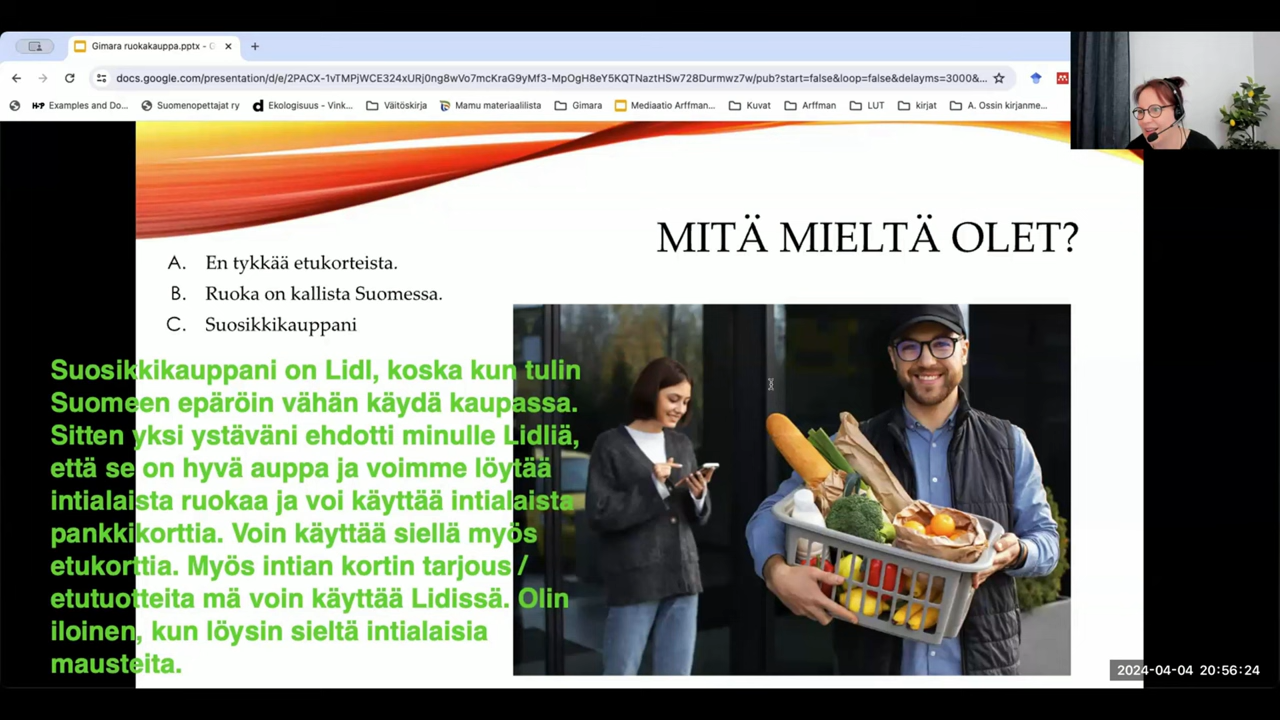 Gimara ruokakauppa.pptx - G
docs.google.com/presentation/d/e/2PACX-1vTMPjWCE324xURj0ng8wVo7mcKraG9yMf3-MpOgH8eY5KQTNaztHSw728Durmwz7w/pub?start=false&loop=false&delayms=3000&...
Examples and Do... Suomenopettajat ry Ekologisuus - Vink... Väitöskirja Mamu materiaalilista Gimara Mediaatio Arffman... Kuvat Arffman LUT kirjat A. Ossin kirjanme...
MITÄ MIELTÄ OLET?
A. En tykkää etukorteista.
B. Ruoka on kallista Suomessa.
C. Suosikkikauppani
Suosikkikauppani on Lidl, koska kun tulin
Suomeen epäröin vähän käydä kaupassa.
Sitten yksi ystäväni ehdotti minulle Lidliä,
että se on hyvä auppa ja voimme löytää
intialaista ruokaa ja voi käyttää intialaista
pankkikorttia. Voin käyttää siellä myös
etukorttia. Myös intian kortin tarjous /
etutuotteita mä voin käyttää Lidissä. Olin
iloinen, kun löysin sieltä intialaisia
mausteita.
2024-04-04 20:56:24